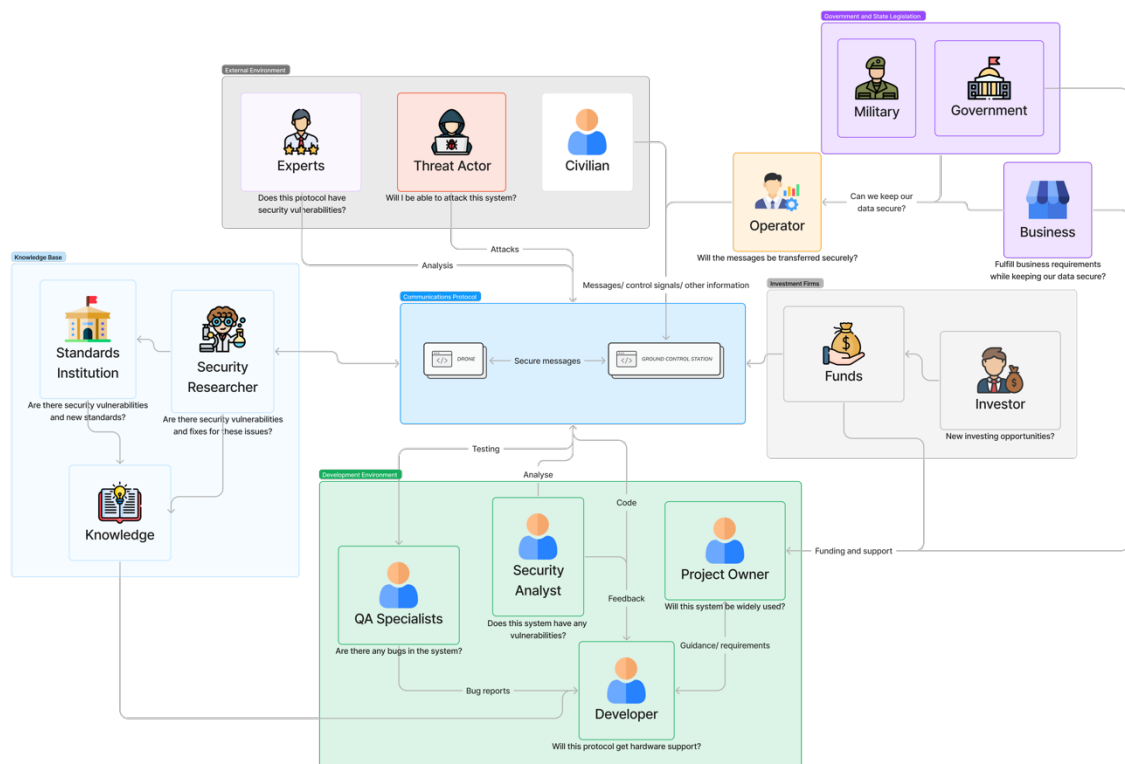 Government and State Legislation
Military
Government
External Environment
Experts
Does this protocol have
security vulnerabilities?
Threat Actor
Will I be able to attack this system?
Civilian
Can we keep our
data secure?
Operator
Will the messages be transferred securely?
Business
Fulfill business requirements
while keeping our data secure?
Attacks
Analysis
Messages/ control signals/ other information
Knowledge Base
Standards
Institution
Are there security vulnerabilities
and new standards?
Security
Researcher
Are there security vulnerabilities
and fixes for these issues?
Knowledge
Communications Protocol
DRONE
Secure messages
GROUND CONTROL STATION
Investment Firms
Funds
Investor
New investing opportunities?
Testing
Analyse
Code
Development Environment
QA Specialists
Are there any bugs in the system?
Security
Analyst
Does this system have any
vulnerabilities?
Feedback
Project Owner
Will this system be widely used?
Funding and support
Guidance/ requirements
Bug reports
Developer
Will this protocol get hardware support?